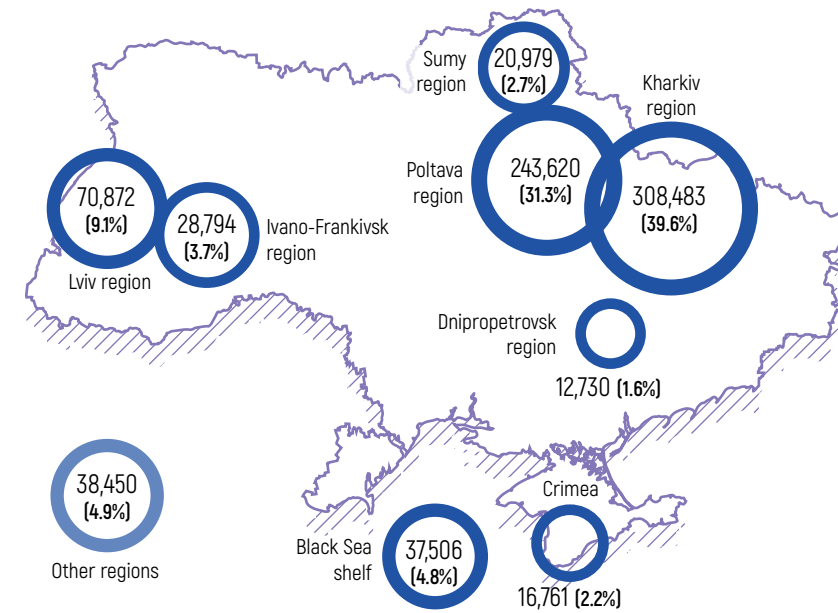 Sumy
region
20,979
(2.7%)
Kharkiv
region
Poltava
region
243,620
(31.3%)
308,483
(39.6%)
70,872
(9.1%)
28,794
(3.7%)
Ivano-Frankivsk
region
Lviv region
Dnipropetrovsk
region
12,730 (1.6%)
38,450
(4.9%)
Other regions
Black Sea
shelf
37,506
(4.8%)
Crimea
16,761 (2.2%)